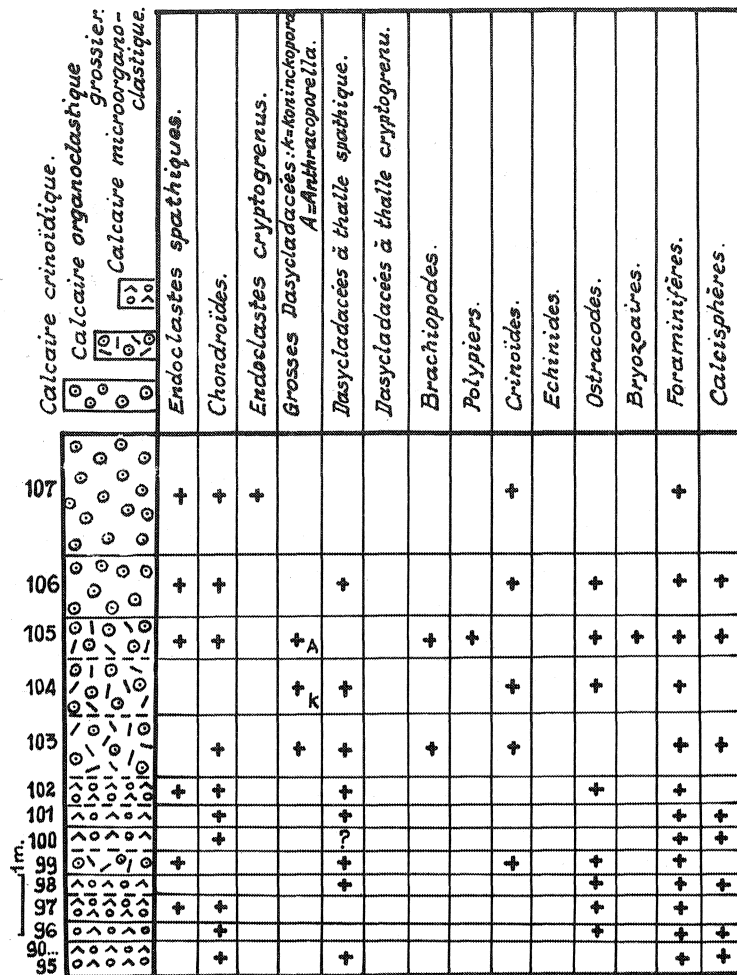 Calcaire crinoïdique.
Calcaire organoclastique
grossier.
Calcaire microorgano-
clastique.
Endoclastes spathiques.
Chondroïdes.
Endoclastes cryptogrenus.
Grosses Dasycladacées: K=Koninckopora
A=Anthracoporella.
Dasycladacées à thalle spathique.
Dasycladacées à thalle cryptogrenu.
Brachiopodes.
Polypiers.
Crinoïdes.
Echinides.
Ostracodes.
Bryozoaires.
Foraminifères.
Calcisphères.
107 + + + + +
106 + + + + + + +
105 + + + A + + + + + +
104 + K + + + +
103 + + + + + + +
102 + + + + +
101 + + + +
100 + ? + +
99 + + + + +
98 + + + +
97 + + + +
96 + + + +
90...
95 + + + +
1m.